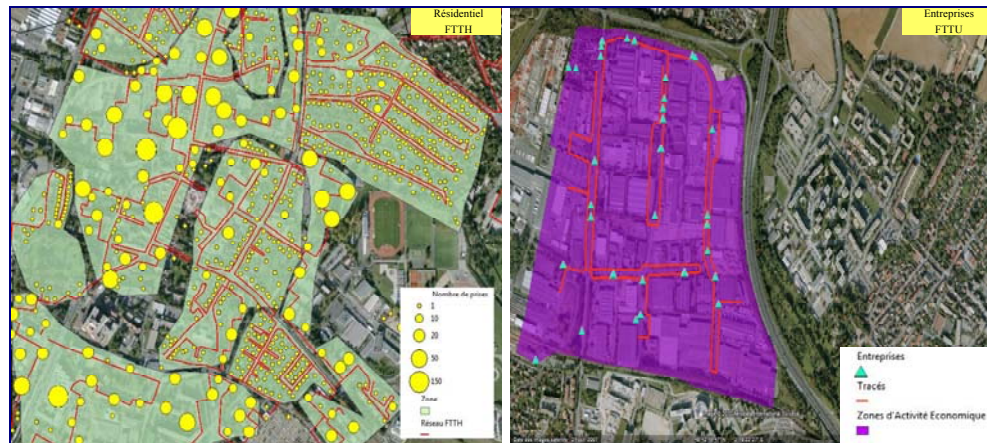 Résidentiel
FTTH
Nombre de prises
1
10
20
50
150
Zone
Réseau FTTH
Entreprises
FTTU
Entreprises
Tracés
Zones d'Activité Economique